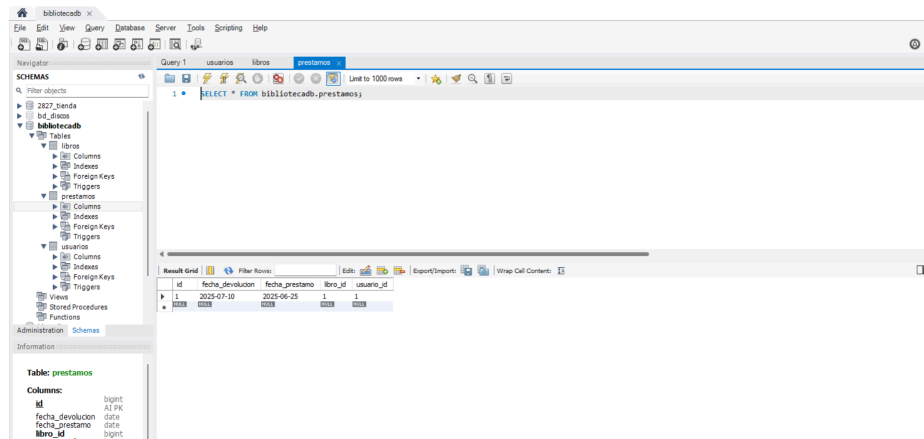 bibliotecadb ×
File Edit View Query Database Server Tools Scripting Help
Navigator
Query 1 usuarios libros prestamos ×
SCHEMAS
Filter objects
2827_tienda
bd_discos
bibliotecadb
Tables
libros
Columns
Indexes
Foreign Keys
Triggers
prestamos
Columns
Indexes
Foreign Keys
Triggers
usuarios
Columns
Indexes
Foreign Keys
Triggers
Views
Stored Procedures
Functions
Administration Schemas
Information
Table: prestamos
Columns:
id bigint AI PK
fecha_devolucion date
fecha_prestamo date
libro_id bigint
Limit to 1000 rows
1 SELECT * FROM bibliotecadb.prestamos;
Result Grid Filter Rows: Edit: Export/Import: Wrap Cell Content:
id fecha_devolucion fecha_prestamo libro_id usuario_id
1 2025-07-10 2025-06-25 1 1
NULL NULL NULL NULL NULL